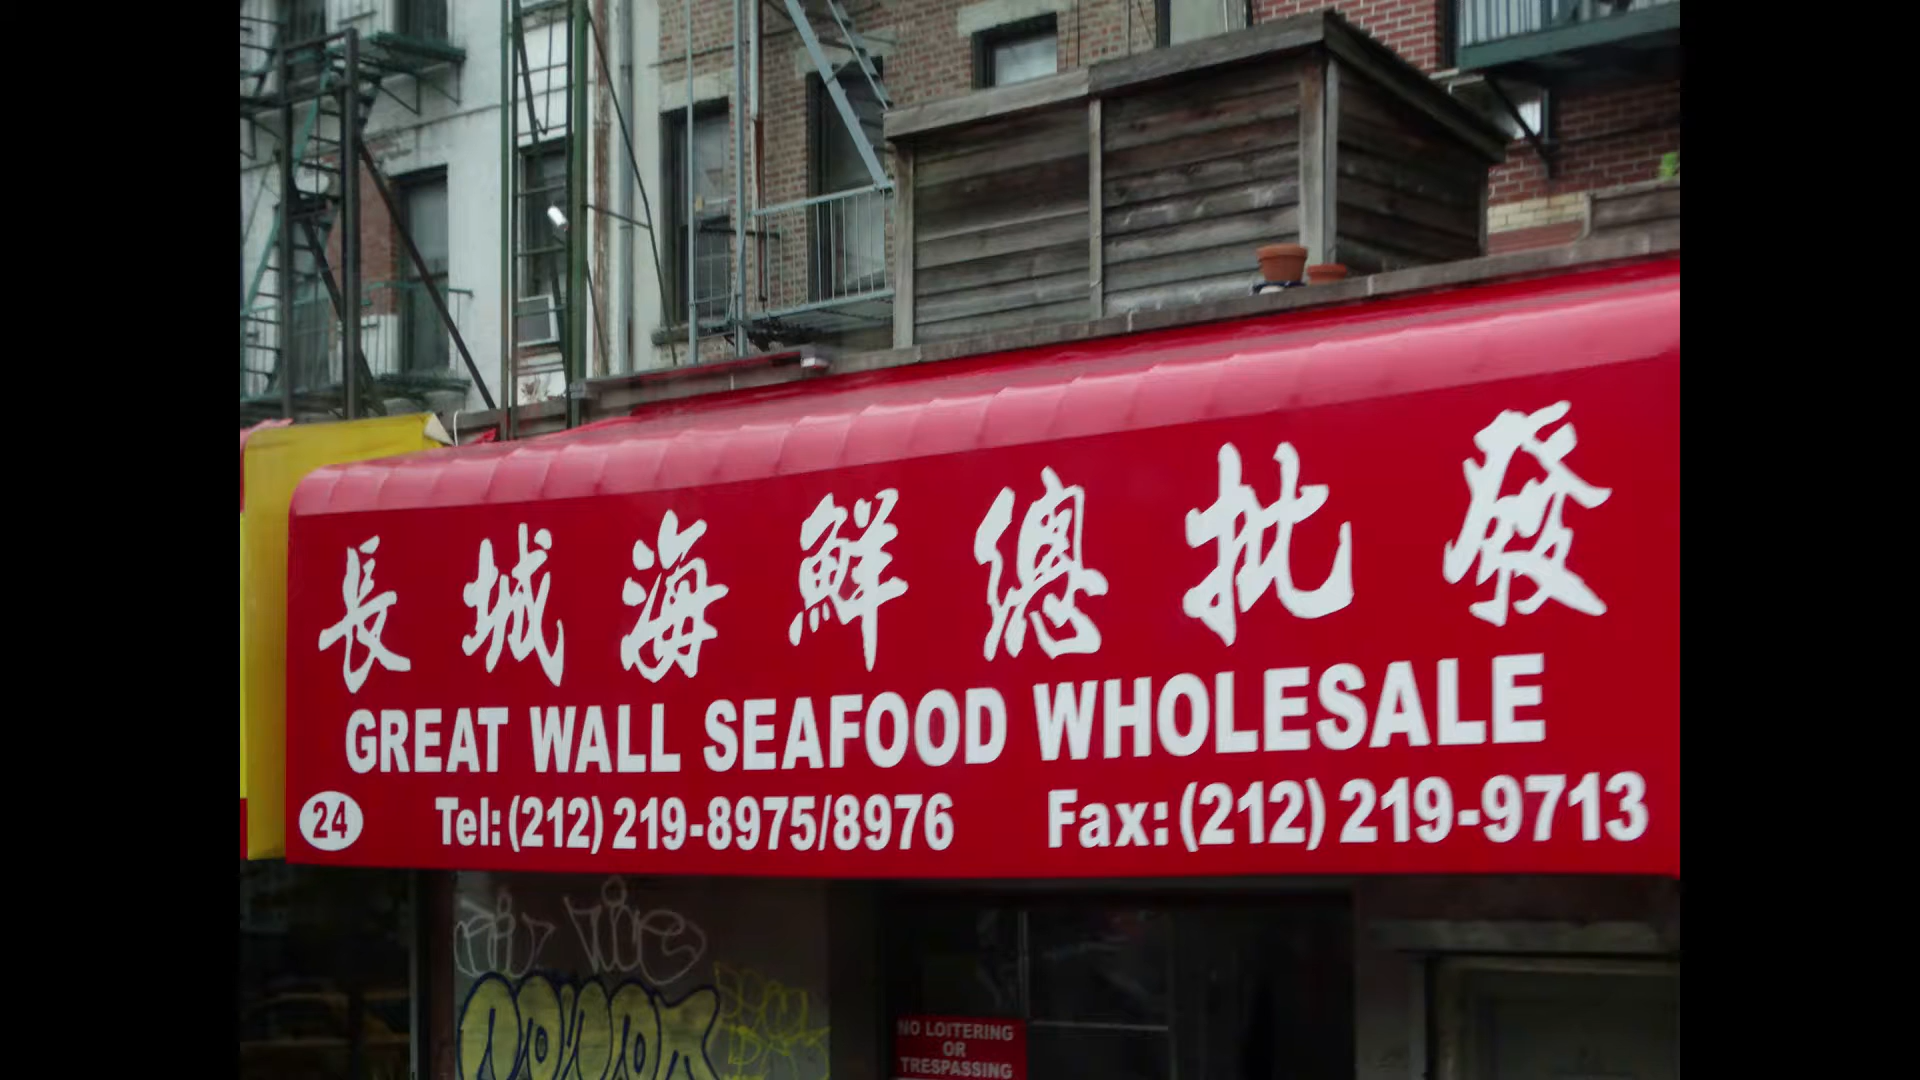 長城海鮮總批發
GREAT WALL SEAFOOD WHOLESALE
24
Tel: (212) 219-8975/8976
Fax: (212) 219-9713
NO LOITERING
OR
TRESPASSING